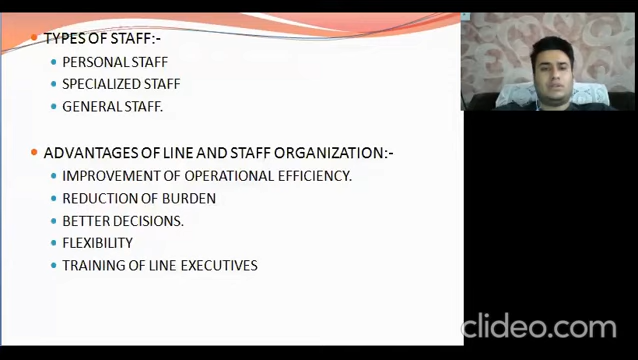 TYPES OF STAFF:-
PERSONAL STAFF
SPECIALIZED STAFF
GENERAL STAFF.
ADVANTAGES OF LINE AND STAFF ORGANIZATION:-
IMPROVEMENT OF OPERATIONAL EFFICIENCY.
REDUCTION OF BURDEN
BETTER DECISIONS.
FLEXIBILITY
TRAINING OF LINE EXECUTIVES
clideo.com